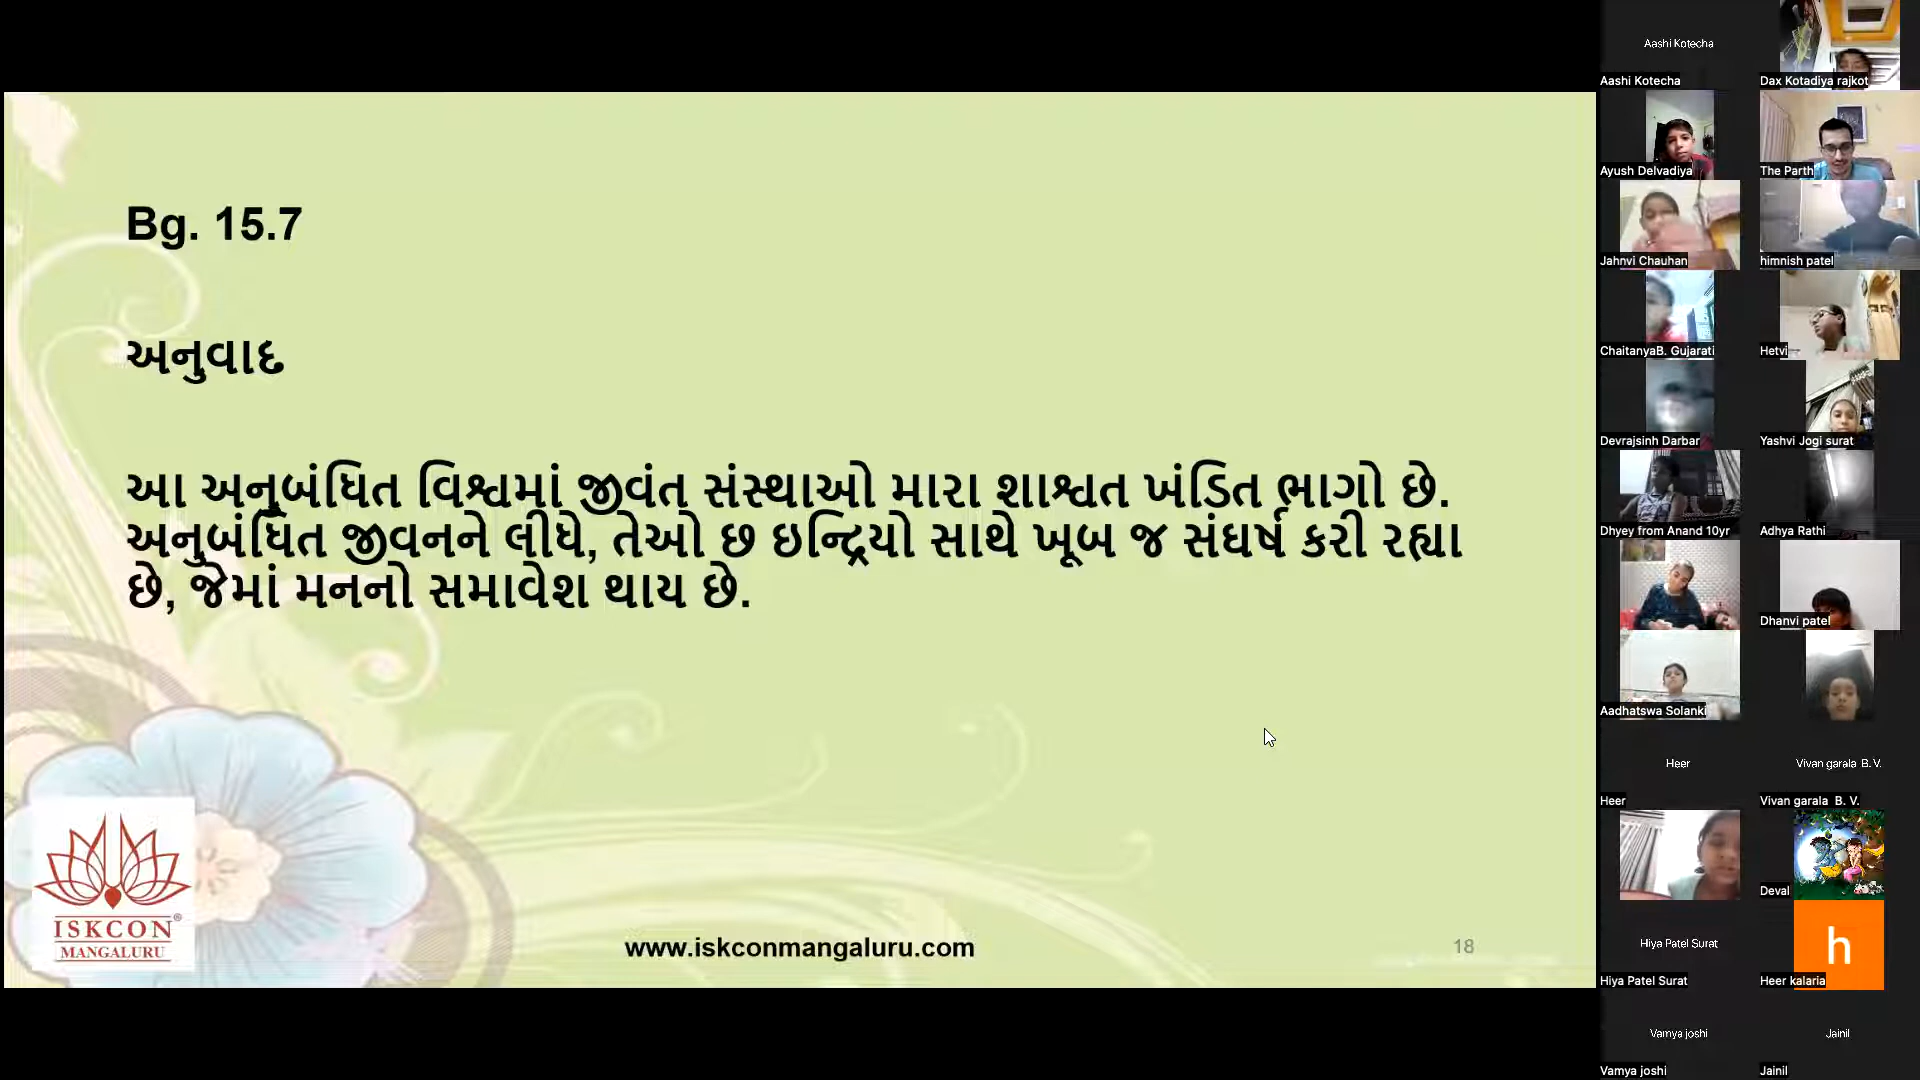 Bg. 15.7
અનુવાદ
આ અનુબંધિત વિશ્વમાં જીવંત સંસ્થાઓ મારા શાશ્વત ખંડિત ભાગો છે.
અનુબંધિત જીવનને લીધે, તેઓ છ ઇન્દ્રિયો સાથે ખૂબ જ સંઘર્ષ કરી રહ્યા
છે, જેમાં મનનો સમાવેશ થાય છે.
ISKCON®
MANGALURU
www.iskconmangaluru.com
18
Aashi Kotecha
Aashi Kotecha
Dax Kotadiya rajkot
Ayush Delvadiya
The Parth
Jahnvi Chauhan
himnish patel
ChaitanyaB. Gujarati
Hetvi
Devrajsinh Darbar
Yashvi Jogi surat
Dhyey from Anand 10yr
Adhya Rathi
Dhanvi patel
Aadhatswa Solanki
Heer
Vivan garala B. V.
Heer
Vivan garala B. V.
Deval
Hiya Patel Surat
h
Hiya Patel Surat
Heer kalaria
Vamya joshi
Jainil
Vamya joshi
Jainil